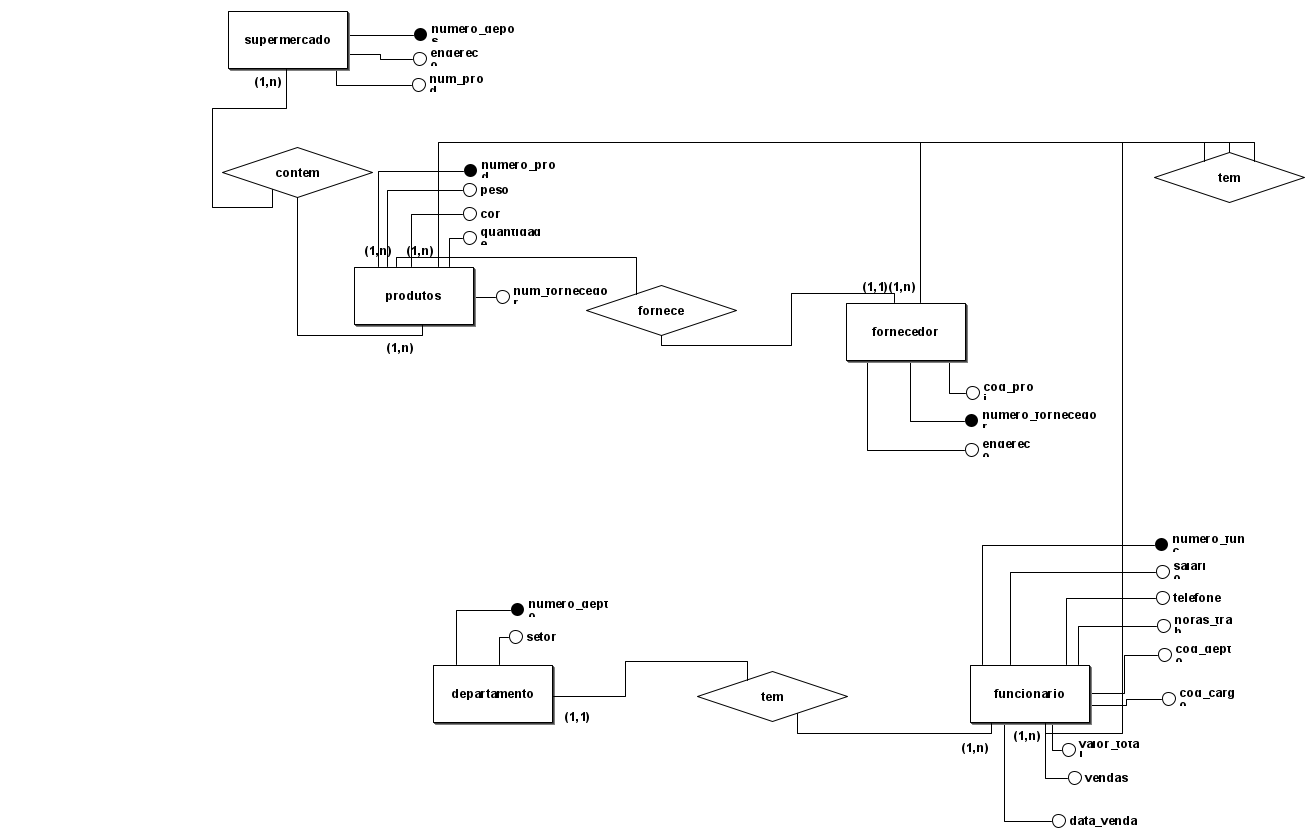 supermercado
numero_depo
s
enderec
o
num_pro
d
(1,n)
contem
numero_pro
d
peso
cor
quantidad
e
tem
(1,n)
(1,n)
produtos
num_fornecedo
r
(1,n)
fornece
(1,1)
(1,n)
fornecedor
cod_pro
j
numero_fornecedo
r
enderec
o
numero_fun
c
salari
o
telefone
horas_tra
b
cod_dept
o
cod_carg
o
numero_dept
o
setor
departamento
(1,1)
tem
funcionario
(1,n)
(1,n)
valor_tota
l
vendas
data_venda